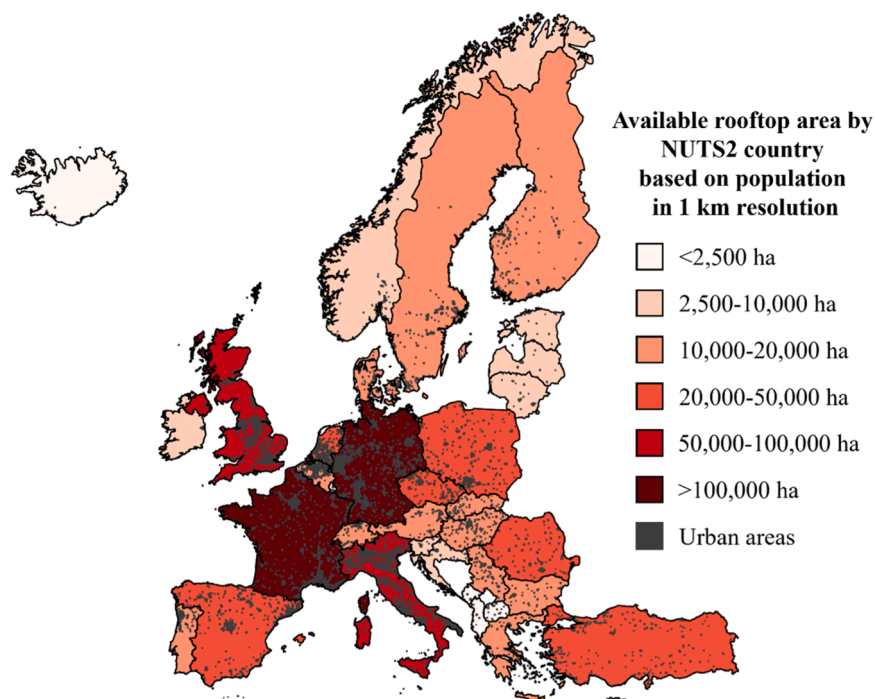 Available rooftop area by
NUTS2 country
based on population
in 1 km resolution
<2,500 ha
2,500-10,000 ha
10,000-20,000 ha
20,000-50,000 ha
50,000-100,000 ha
>100,000 ha
Urban areas